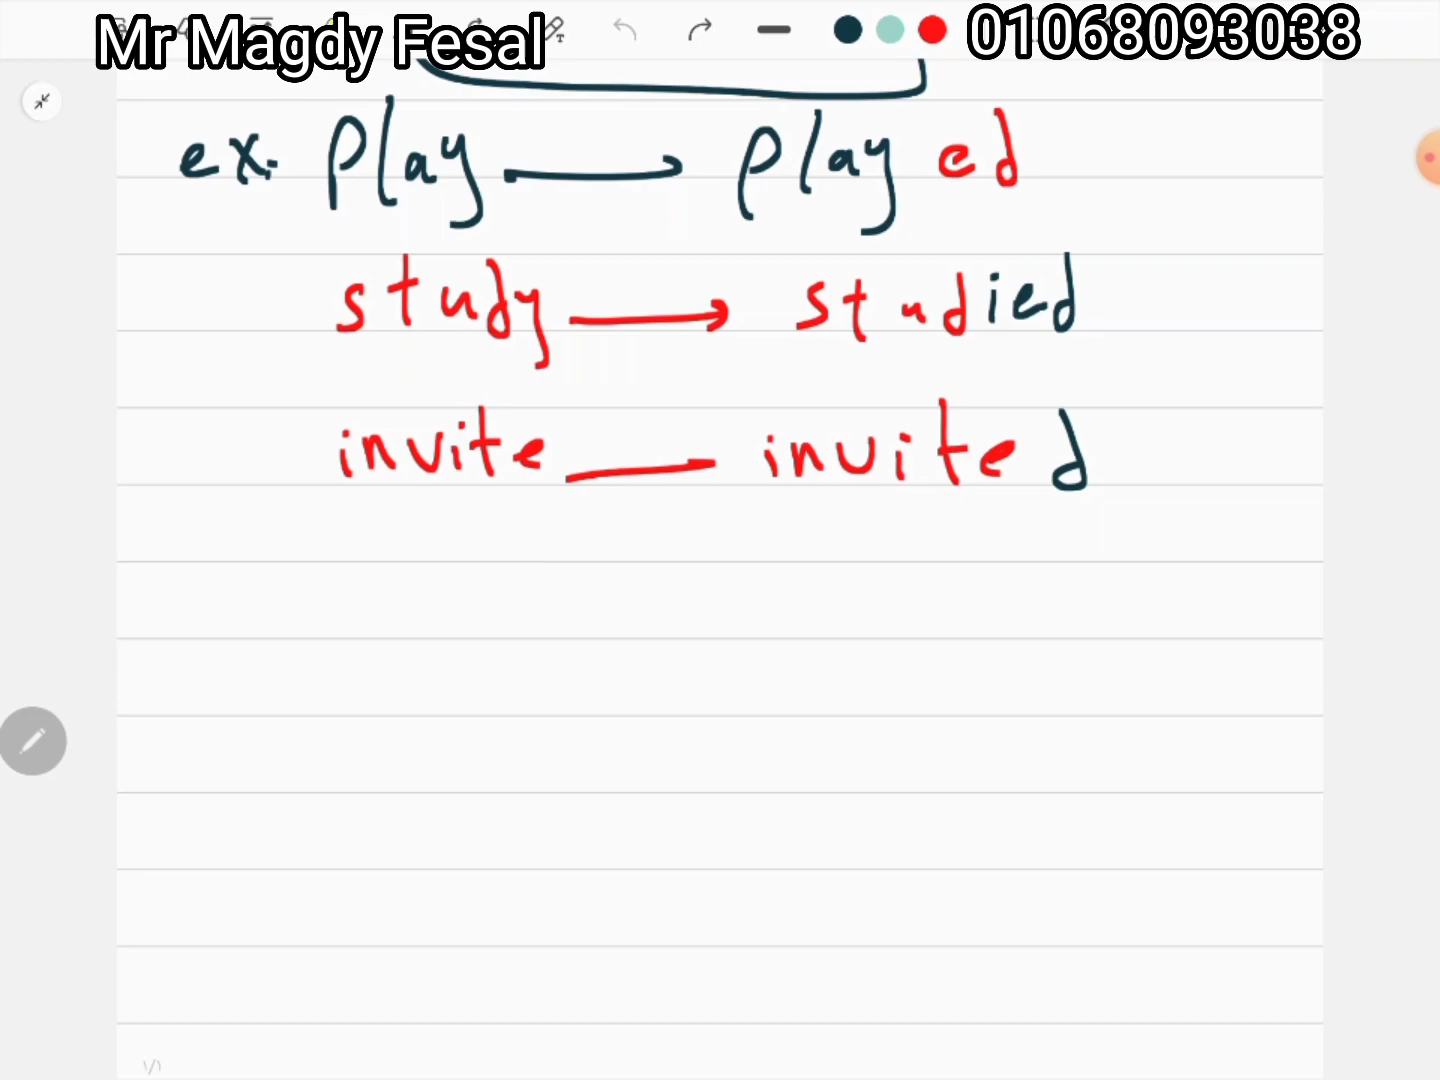 Mr Magdy Fesal 01068093038
ex. Play → played
study → studied
invite — invited